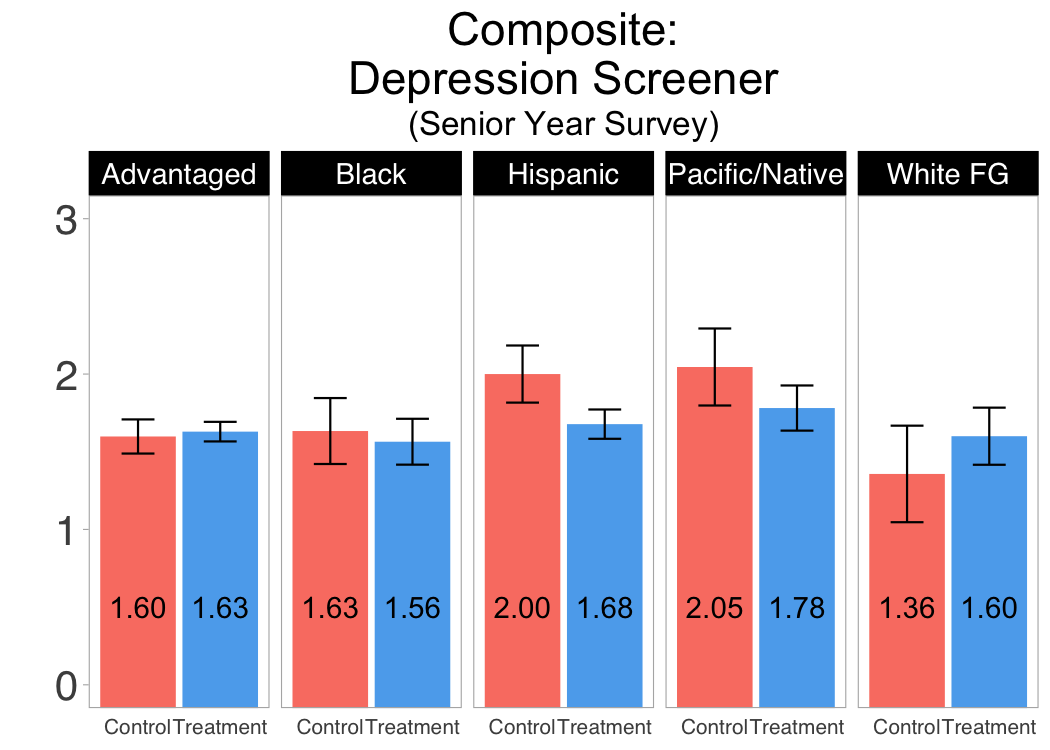 Composite:
Depression Screener
(Senior Year Survey)
Advantaged Black Hispanic Pacific/Native White FG
3
2
1
0
1.60 1.63 1.63 1.56 2.00 1.68 2.05 1.78 1.36 1.60
Control Treatment Control Treatment Control Treatment Control Treatment Control Treatment